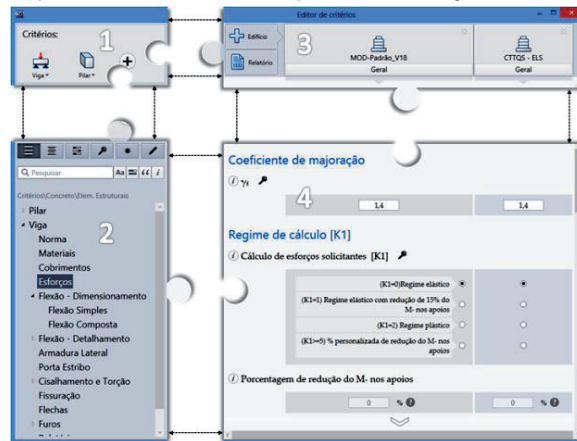 Editor de critérios
Critérios:
1
Viga
Pilar
Edifício
Relatório
3
MOD-Padrão_V18
Geral
CTTQS - ELS
Geral
Pesquisar
Aa
i
Critérios\Concreto\Elem. Estruturais
2
Pilar
Viga
Norma
Materiais
Cobrimentos
Esforços
Flexão - Dimensionamento
Flexão Simples
Flexão Composta
Flexão - Detalhamento
Armadura Lateral
Porta Estribo
Cisalhamento e Torção
Fissuração
Flechas
Furos
Coeficiente de majoração
i γf
4
1,4
1,4
Regime de cálculo [K1]
i Cálculo de esforços solicitantes [K1]
(K1=0)Regime elástico
(K1=1) Regime elástico com redução de 15% do
M- nos apoios
(K1=2) Regime plástico
(K1>=5) % personalizada de redução do M- nos
apoios
i Porcentagem de redução do M- nos apoios
0 % ?
0 % ?